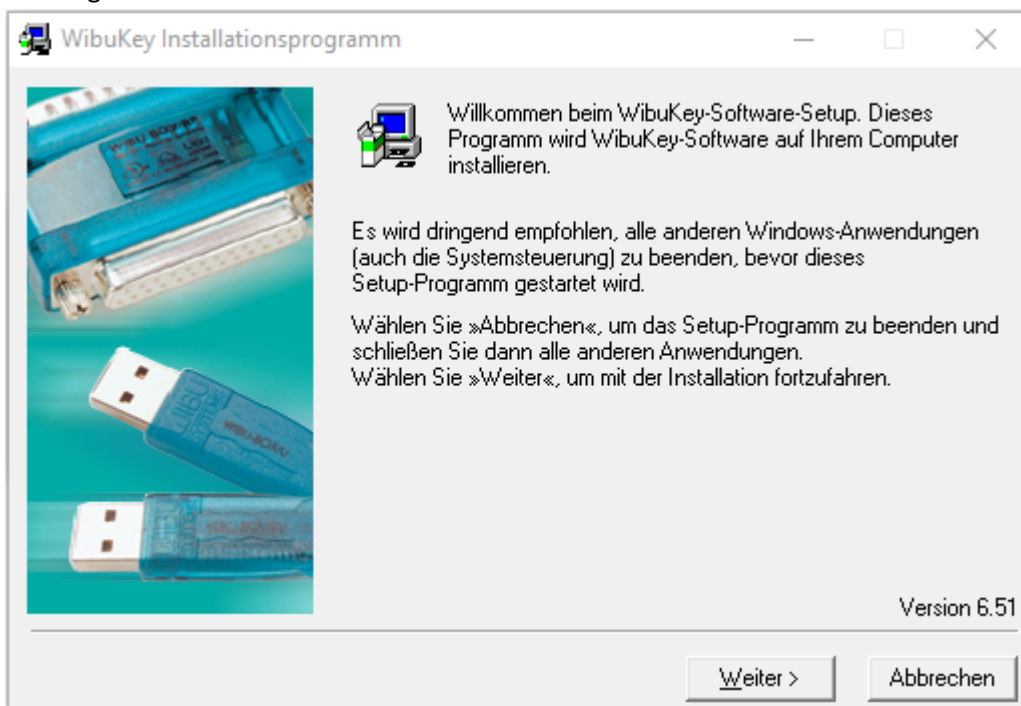 WibuKey Installationsprogramm
Willkommen beim WibuKey-Software-Setup. Dieses
Programm wird WibuKey-Software auf Ihrem Computer
installieren.
Es wird dringend empfohlen, alle anderen Windows-Anwendungen
(auch die Systemsteuerung) zu beenden, bevor dieses
Setup-Programm gestartet wird.
Wählen Sie »Abbrechen«, um das Setup-Programm zu beenden und
schließen Sie dann alle anderen Anwendungen.
Wählen Sie »Weiter«, um mit der Installation fortzufahren.
WIBU-BOX/U
Version 6.51
Weiter >
Abbrechen